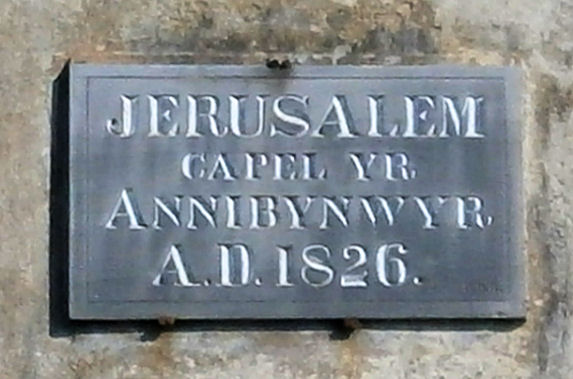 JERUSALEM
CAPEL YR
ANNIBYNWYR
A.D. 1826.